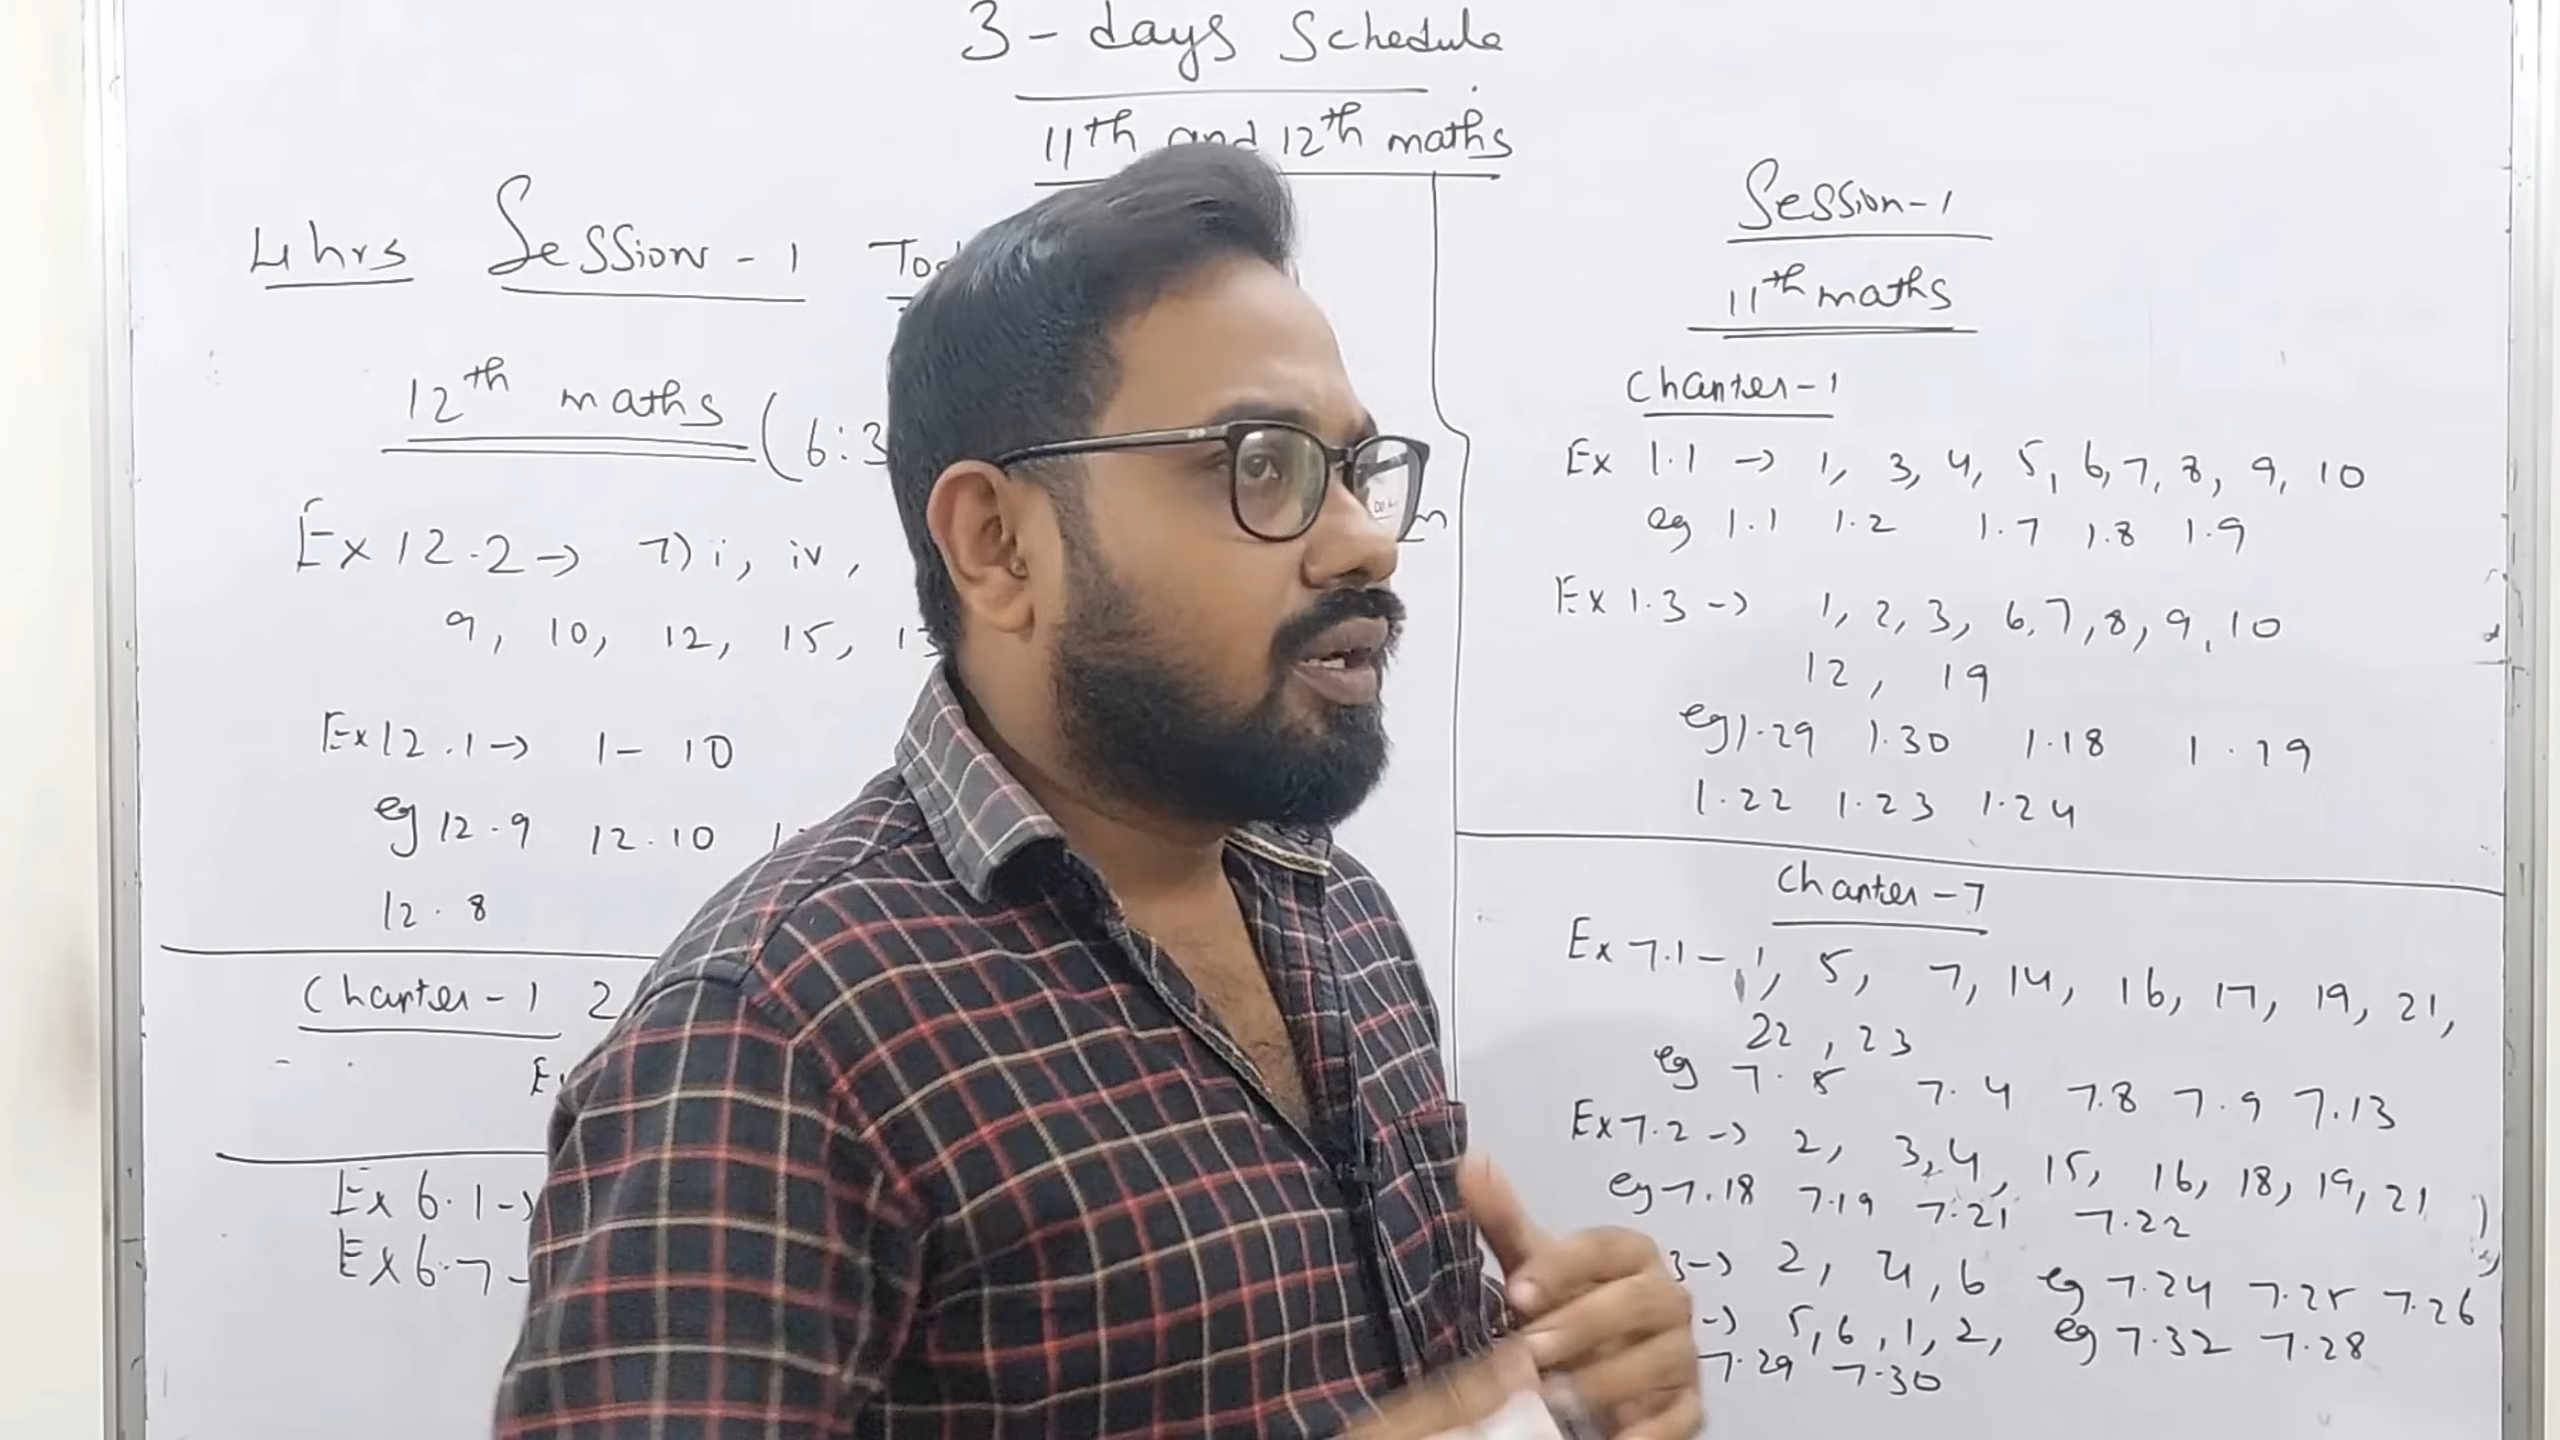 3 - days Schedule
11th and 12th maths
4 hrs Session - 1
12th maths (6:3
Ex 12.2 -> 7) i, iv,
9, 10, 12, 15,
Ex 12.1 -> 1 - 10
eg 12.9 12.10
12.8
Chapter - 1 2
Ex 6.1 ->
Ex 6.7 -
Session - 1
11th maths
Chapter - 1
Ex 1.1 -> 1, 3, 4, 5, 6, 7, 8, 9, 10
eg 1.1 1.2 1.7 1.8 1.9
Ex 1.3 -> 1, 2, 3, 6, 7, 8, 9, 10
12, 19
eg 1.29 1.30 1.18 1.19
1.22 1.23 1.24
Chapter - 7
Ex 7.1 - 1, 5, 7, 14, 16, 17, 19, 21,
22, 23
eg 7.5 7.4 7.8 7.9 7.13
Ex 7.2 -> 2, 3, 4, 15, 16, 18, 19, 21
eg 7.18 7.19 7.21 7.22
3 -> 2, 4, 6 eg 7.24 7.25 7.26
-> 5, 6, 1, 2, eg 7.32 7.28
7.29 7.30